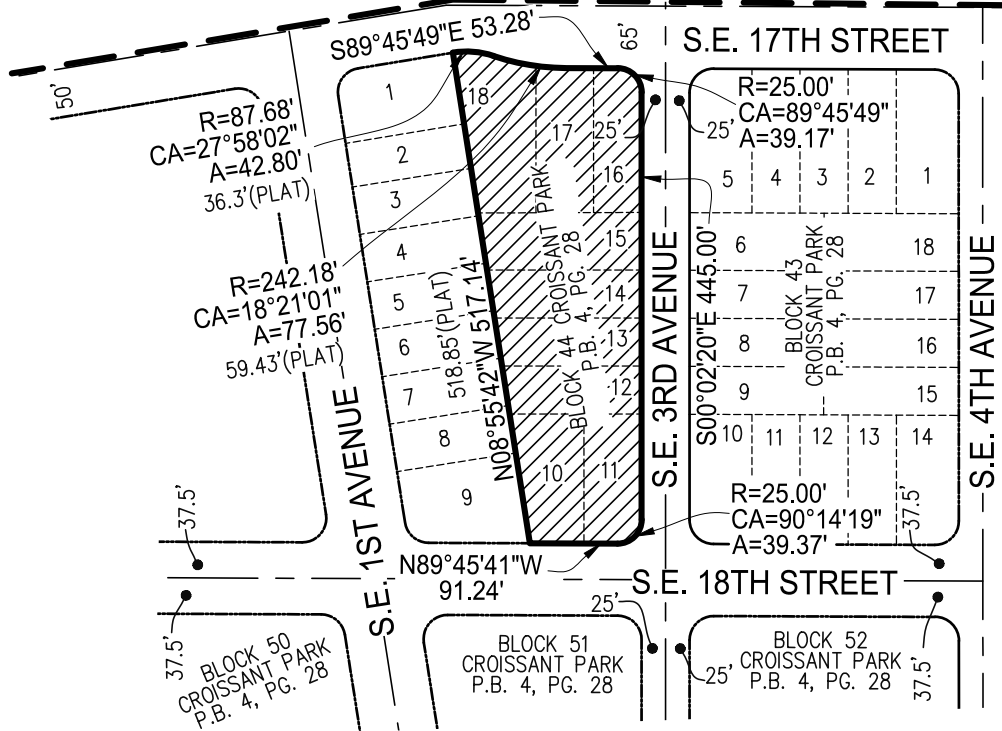 S89°45'49"E 53.28'
65'
S.E. 17TH STREET
50'
R=87.68'
CA=27°58'02"
A=42.80'
36.3'(PLAT)
R=242.18'
CA=18°21'01"
A=77.56'
59.43'(PLAT)
1
2
3
4
5
6
7
8
9
518.85'(PLAT)
N08°55'42"W 517.14'
18
17
25'
16
15
14
13
12
11
10
BLOCK 44 CROISSANT PARK
P.B. 4, PG. 28
25'
R=25.00'
CA=89°45'49"
A=39.17'
S.E. 3RD AVENUE
S00°02'20"E 445.00'
5
4
3
2
1
6
7
8
9
10
11
12
13
14
18
17
16
15
BLOCK 43
CROISSANT PARK
P.B. 4, PG. 28
S.E. 4TH AVENUE
R=25.00'
CA=90°14'19"
A=39.37'
37.5'
37.5'
S.E. 1ST AVENUE
N89°45'41"W
91.24'
S.E. 18TH STREET
37.5'
37.5'
25'
25'
BLOCK 50
CROISSANT PARK
P.B. 4, PG. 28
BLOCK 51
CROISSANT PARK
P.B. 4, PG. 28
BLOCK 52
CROISSANT PARK
P.B. 4, PG. 28